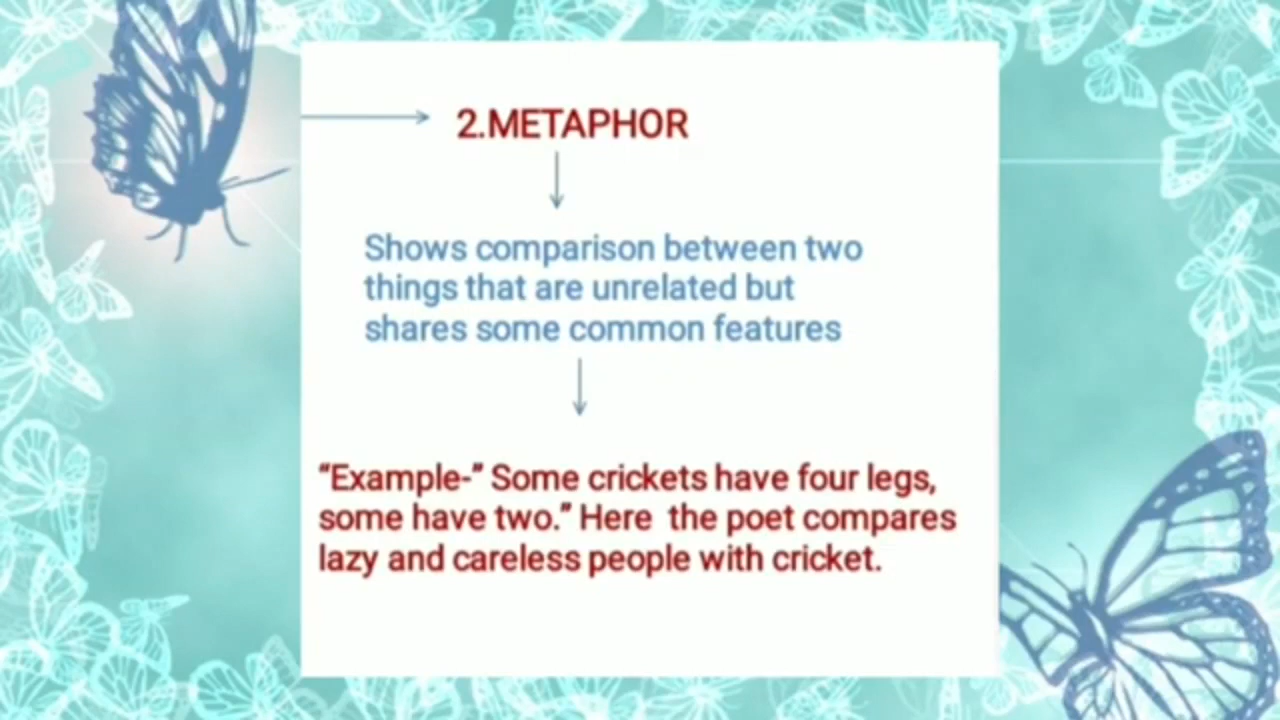 2.METAPHOR
Shows comparison between two
things that are unrelated but
shares some common features
“Example-” Some crickets have four legs,
some have two.” Here the poet compares
lazy and careless people with cricket.